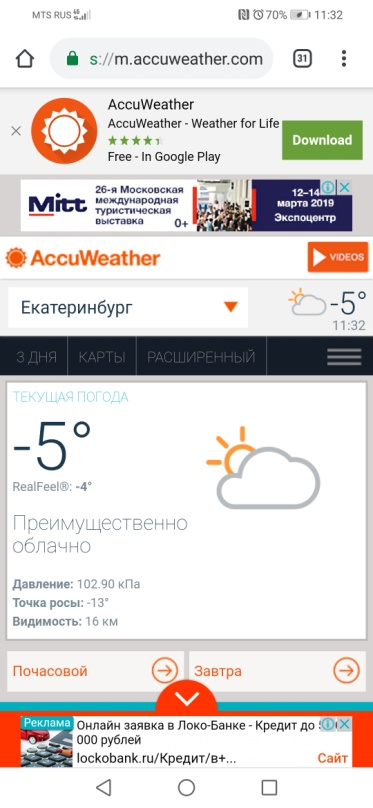 MTS RUS 4G 70% 11:32
s://m.accuweather.com 31
AccuWeather
AccuWeather - Weather for Life
Free - In Google Play
Download
Mitt
26-я Московская
международная
туристическая
выставка 0+
12–14
марта 2019
Экспоцентр
AccuWeather
VIDEOS
Екатеринбург
-5°
11:32
3 ДНЯ КАРТЫ РАСШИРЕННЫЙ
ТЕКУЩАЯ ПОГОДА
-5°
RealFeel®: -4°
Преимущественно
облачно
Давление: 102.90 кПа
Точка росы: -13°
Видимость: 16 км
Почасовой Завтра
Реклама
Онлайн заявка в Локо-Банке - Кредит до 5
000 рублей
lockobank.ru/Кредит/в+...
Сайт